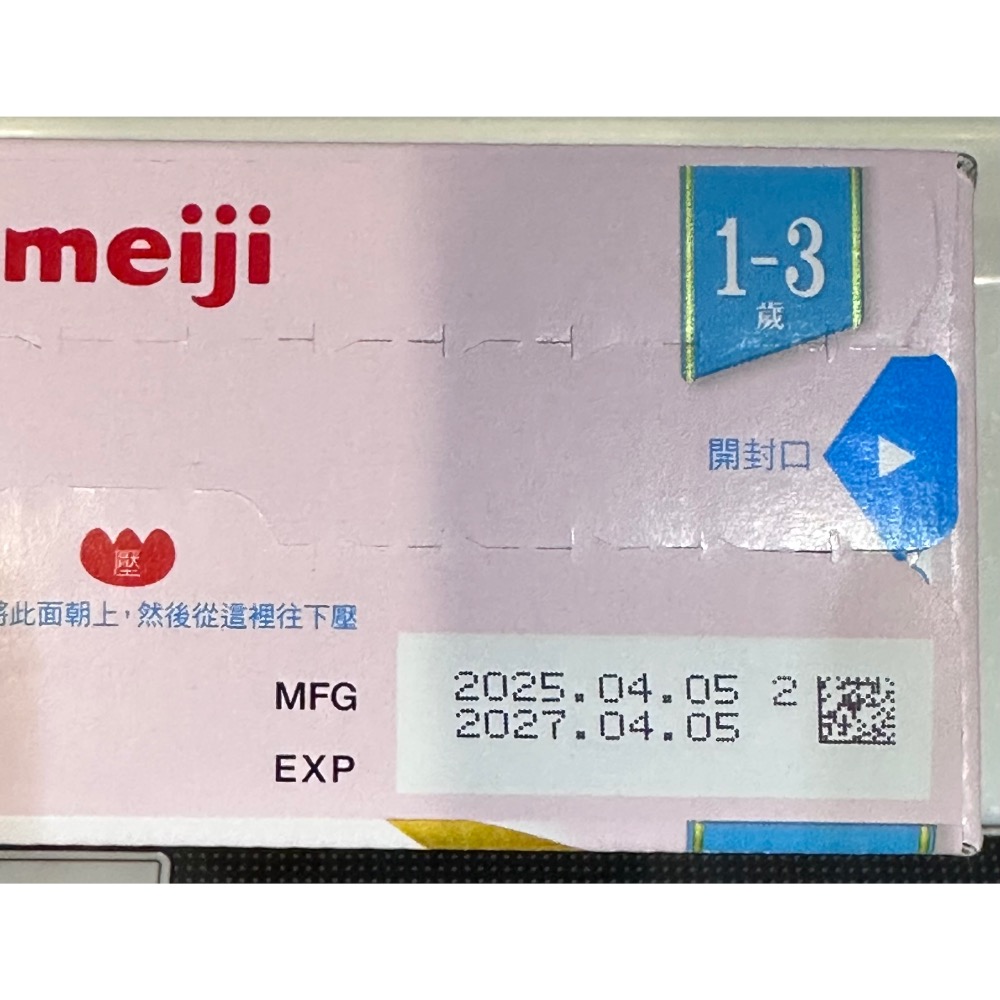 meiji
1-3
歲
開封口
壓
將此面朝上，然後從這裡往下壓
MFG 2025.04.05 2
EXP 2027.04.05